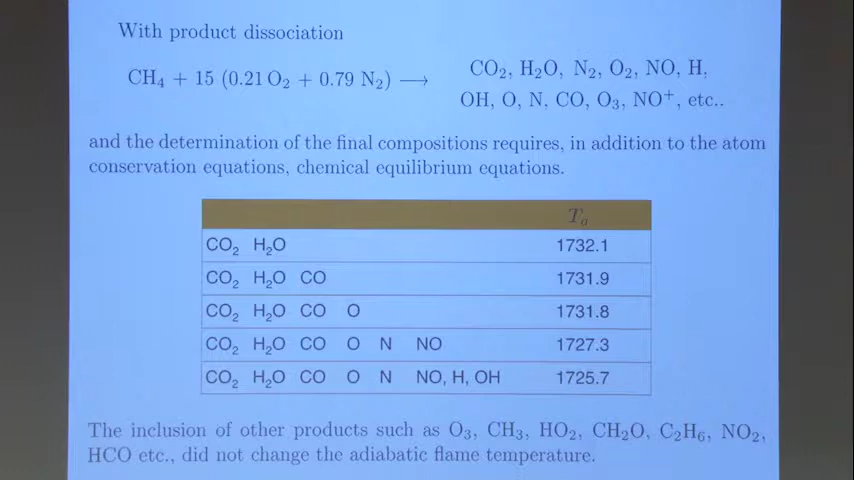 With product dissociation
CH₄ + 15 (0.21 O₂ + 0.79 N₂) ⟶ CO₂, H₂O, N₂, O₂, NO, H,
OH, O, N, CO, O₃, NO⁺, etc..
and the determination of the final compositions requires, in addition to the atom
conservation equations, chemical equilibrium equations.
Tₐ
CO₂ H₂O 1732.1
CO₂ H₂O CO 1731.9
CO₂ H₂O CO O 1731.8
CO₂ H₂O CO O N NO 1727.3
CO₂ H₂O CO O N NO, H, OH 1725.7
The inclusion of other products such as O₃, CH₃, HO₂, CH₂O, C₂H₆, NO₂,
HCO etc., did not change the adiabatic flame temperature.